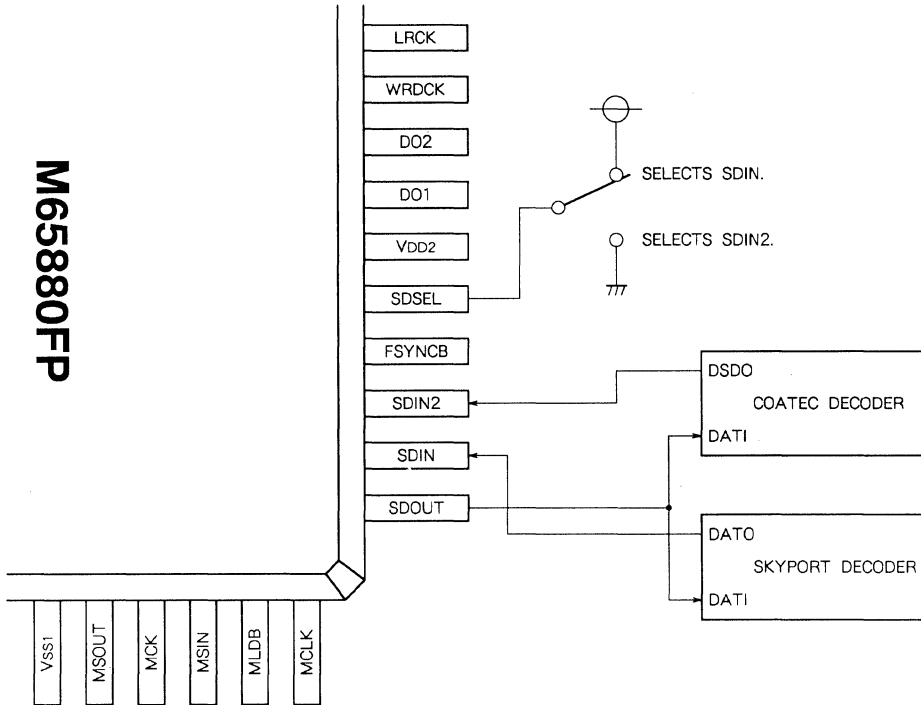 M65880FP
LRCK
WRDCK
DO2
DO1
VDD2
SDSEL
FSYNCB
SDIN2
SDIN
SDOUT
SELECTS SDIN.
SELECTS SDIN2.
DSDO
COATEC DECODER
DATI
DATO
SKYPORT DECODER
DATI
Vss1
MSOUT
MCK
MSIN
MLDB
MCLK